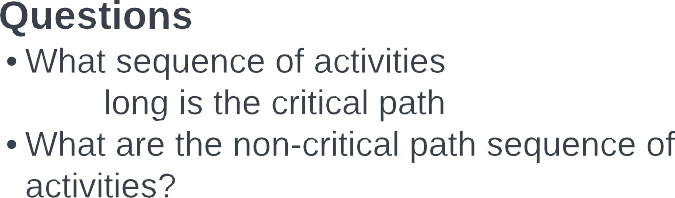 Questions
• What sequence of activities
long is the critical path
• What are the non-critical path sequence of
activities?